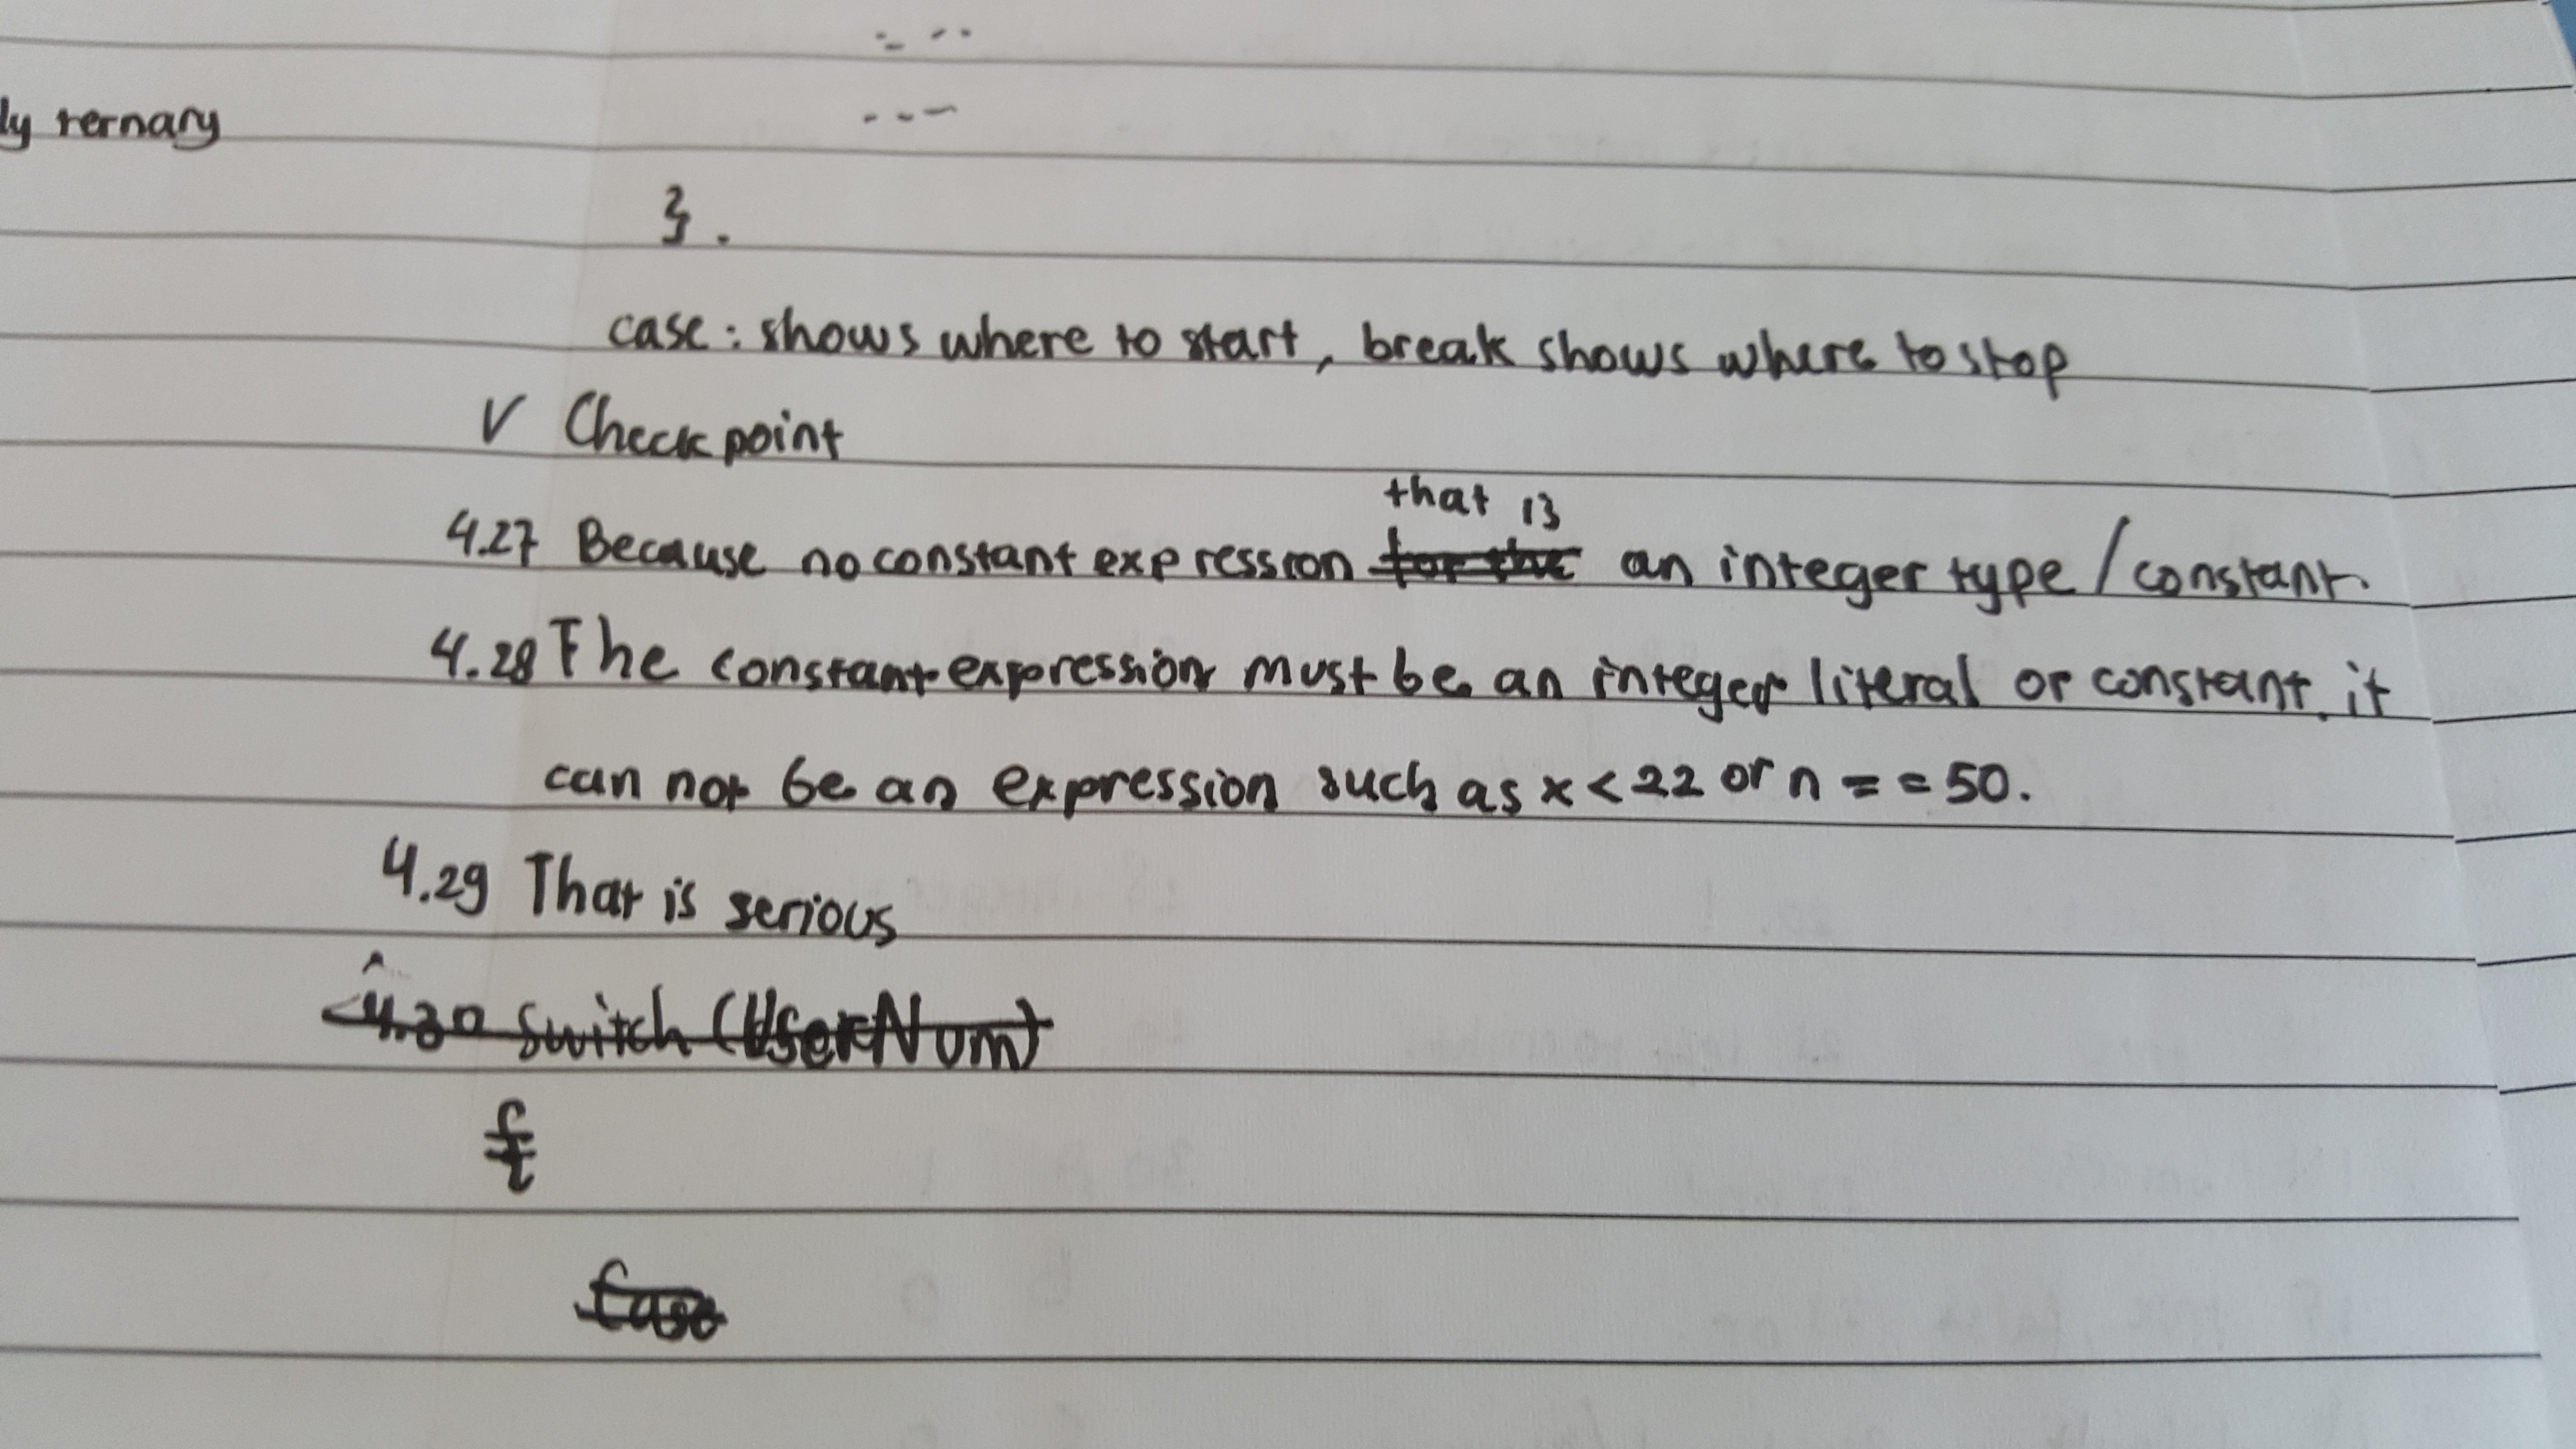 ly ternary
}.
case: shows where to start, break shows where to stop
√ Checkpoint
that is
4.27 Because no constant expression for the an integer type/constant.
4.28 The constant expression must be an integer literal or constant. it
can not be an expression such as x < 22 or n = = 50.
4.29 That is serious
4.30 switch (UserNum)
{
case